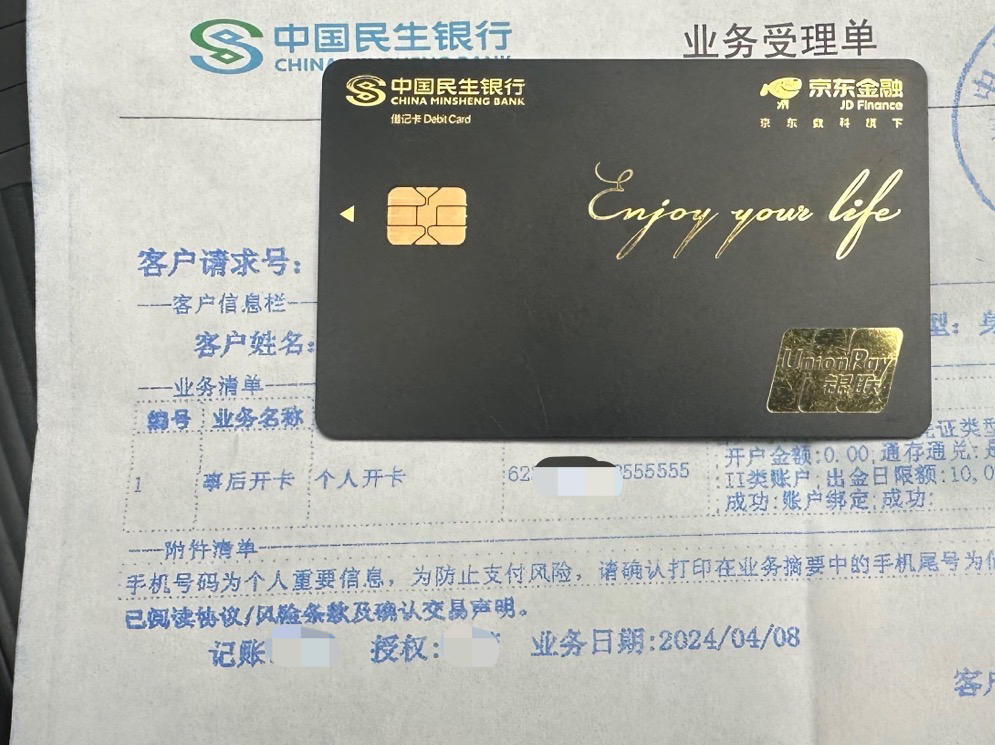 中国民生银行
CHINA MINSHENG BANK
业务受理单
中国民生银行
CHINA MINSHENG BANK
借记卡 Debit Card
京东金融
JD Finance
京东数科旗下
Enjoy your life
UnionPay
银联
客户请求号:
客户信息栏
客户姓名:
型:
业务清单
编号 业务名称
证类型
1 尊后开卡 个人开卡 62 555555
开户金额:0.00;通存通兑:是
II类账户;出金日限额:10,0
成功;账户绑定;成功;
附件清单
手机号码为个人重要信息，为防止支付风险，请确认打印在业务摘要中的手机尾号为
已阅读协议/风险条款及确认交易声明。
记账 授权: 业务日期:2024/04/08
客户